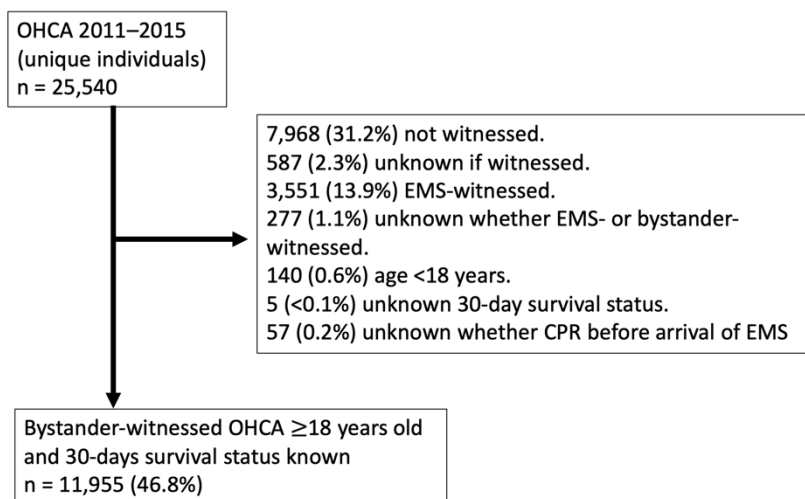 OHCA 2011–2015
(unique individuals)
n = 25,540
7,968 (31.2%) not witnessed.
587 (2.3%) unknown if witnessed.
3,551 (13.9%) EMS-witnessed.
277 (1.1%) unknown whether EMS- or bystander-
witnessed.
140 (0.6%) age <18 years.
5 (<0.1%) unknown 30-day survival status.
57 (0.2%) unknown whether CPR before arrival of EMS
Bystander-witnessed OHCA ≥18 years old
and 30-days survival status known
n = 11,955 (46.8%)